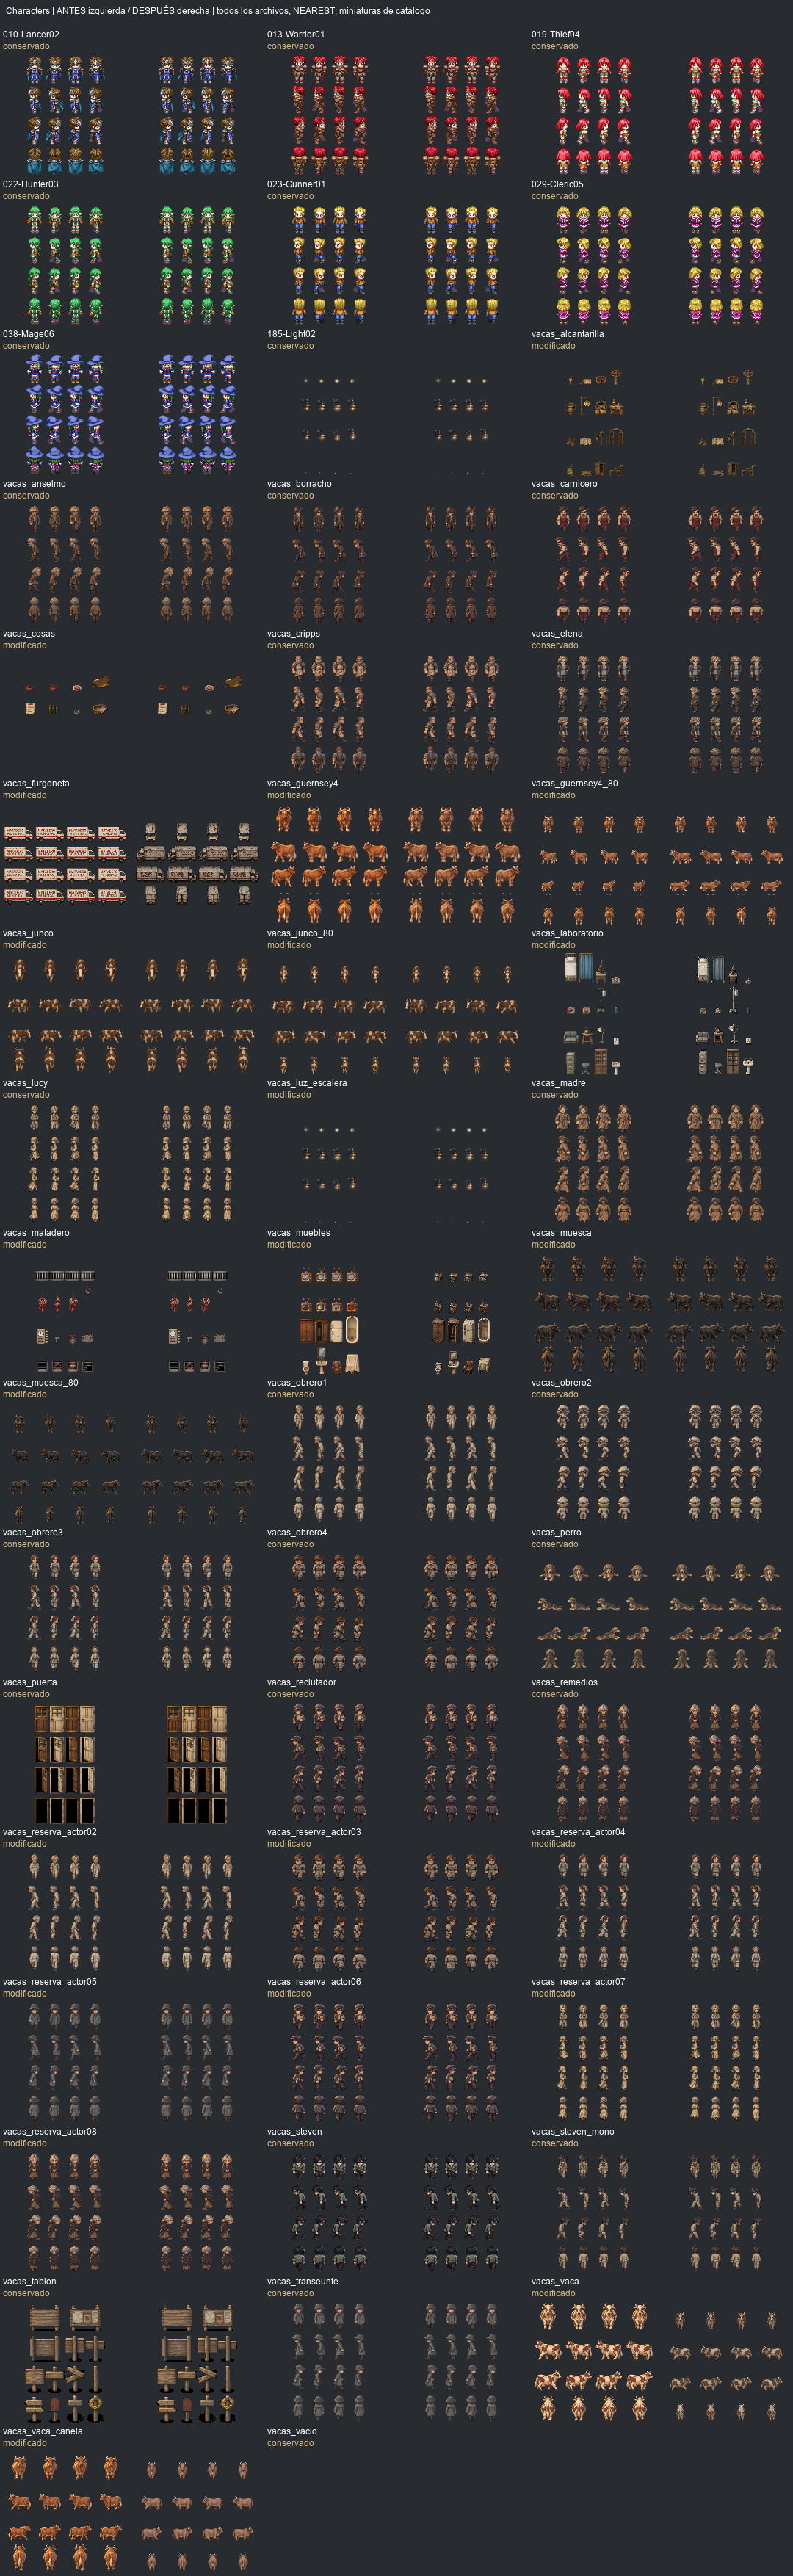 Characters | ANTES izquierda / DESPUÉS derecha | todos los archivos, NEAREST; miniaturas de catálogo
010-Lancer02
conservado
013-Warrior01
conservado
019-Thief04
conservado
022-Hunter03
conservado
023-Gunner01
conservado
029-Cleric05
conservado
038-Mage06
conservado
185-Light02
conservado
vacas_alcantarilla
modificado
vacas_anselmo
conservado
vacas_borracho
conservado
vacas_carnicero
conservado
vacas_cosas
modificado
vacas_cripps
conservado
vacas_elena
conservado
vacas_furgoneta
modificado
vacas_guernsey4
modificado
vacas_guernsey4_80
modificado
vacas_junco
modificado
vacas_junco_80
modificado
vacas_laboratorio
modificado
vacas_lucy
conservado
vacas_luz_escalera
modificado
vacas_madre
conservado
vacas_matadero
modificado
vacas_muebles
modificado
vacas_muesca
modificado
vacas_muesca_80
modificado
vacas_obrero1
conservado
vacas_obrero2
conservado
vacas_obrero3
conservado
vacas_obrero4
conservado
vacas_perro
conservado
vacas_puerta
conservado
vacas_reclutador
conservado
vacas_remedios
conservado
vacas_reserva_actor02
modificado
vacas_reserva_actor03
modificado
vacas_reserva_actor04
modificado
vacas_reserva_actor05
modificado
vacas_reserva_actor06
modificado
vacas_reserva_actor07
modificado
vacas_reserva_actor08
modificado
vacas_steven
conservado
vacas_steven_mono
conservado
vacas_tablon
conservado
vacas_transeunte
conservado
vacas_vaca
modificado
vacas_vaca_canela
modificado
vacas_vacio
conservado